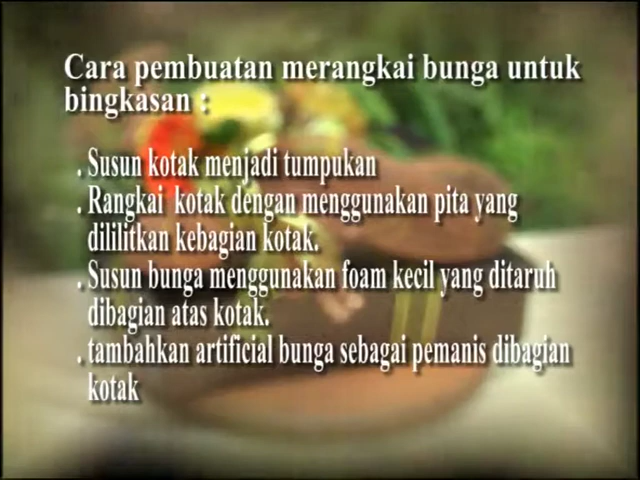 Cara pembuatan merangkai bunga untuk
bingkasan :
. Susun kotak menjadi tumpukan
. Rangkai kotak dengan menggunakan pita yang
dililitkan kebagian kotak.
. Susun bunga menggunakan foam kecil yang ditaruh
dibagian atas kotak.
. tambahkan artificial bunga sebagai pemanis dibagian
kotak